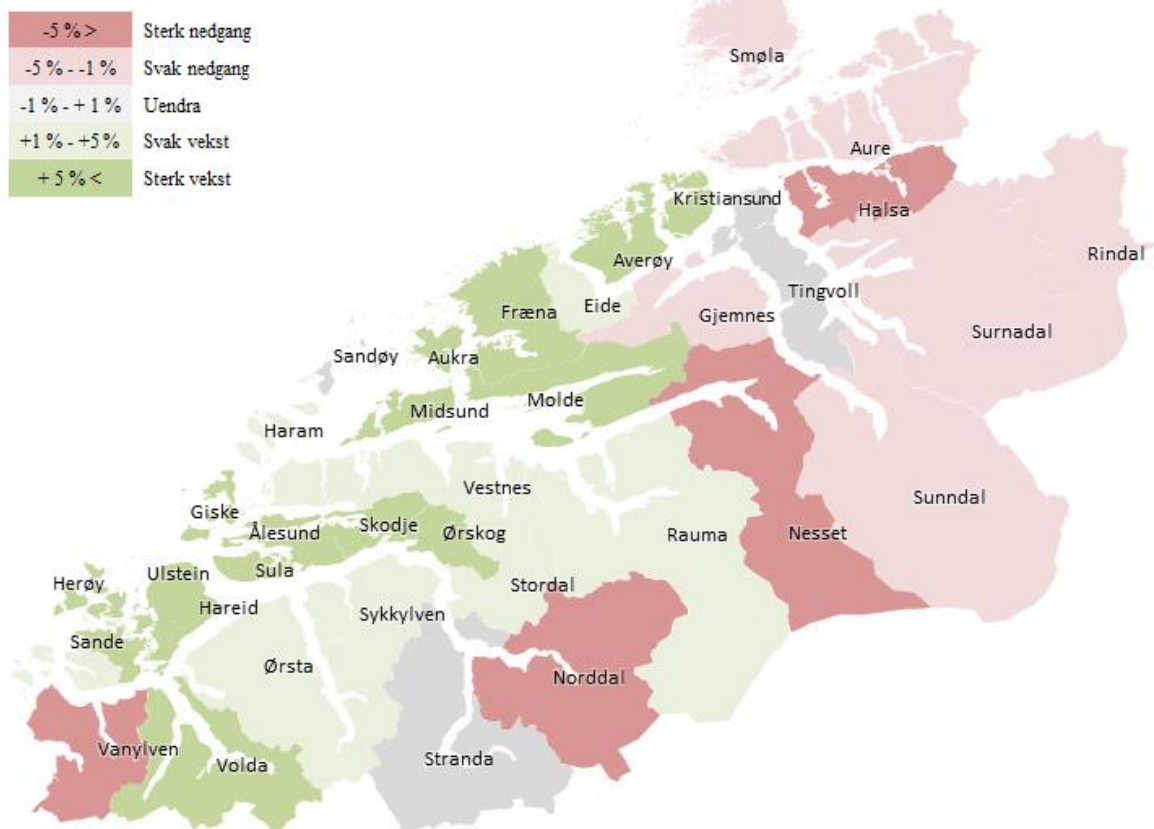 -5 % > Sterk nedgang
-5 % - -1 % Svak nedgang
-1 % - + 1 % Uendra
+1 % - +5 % Svak vekst
+ 5 % < Sterk vekst
Smøla
Aure
Kristiansund
Halsa
Rindal
Averøy
Tingvoll
Fræna
Eide
Gjemnes
Surnadal
Sandøy
Aukra
Midsund
Molde
Haram
Vestnes
Sunndal
Giske
Ålesund
Skodje
Ørskog
Rauma
Nesset
Herøy
Ulstein
Sula
Stordal
Hareid
Sykkylven
Sande
Ørsta
Norddal
Vanylven
Volda
Stranda